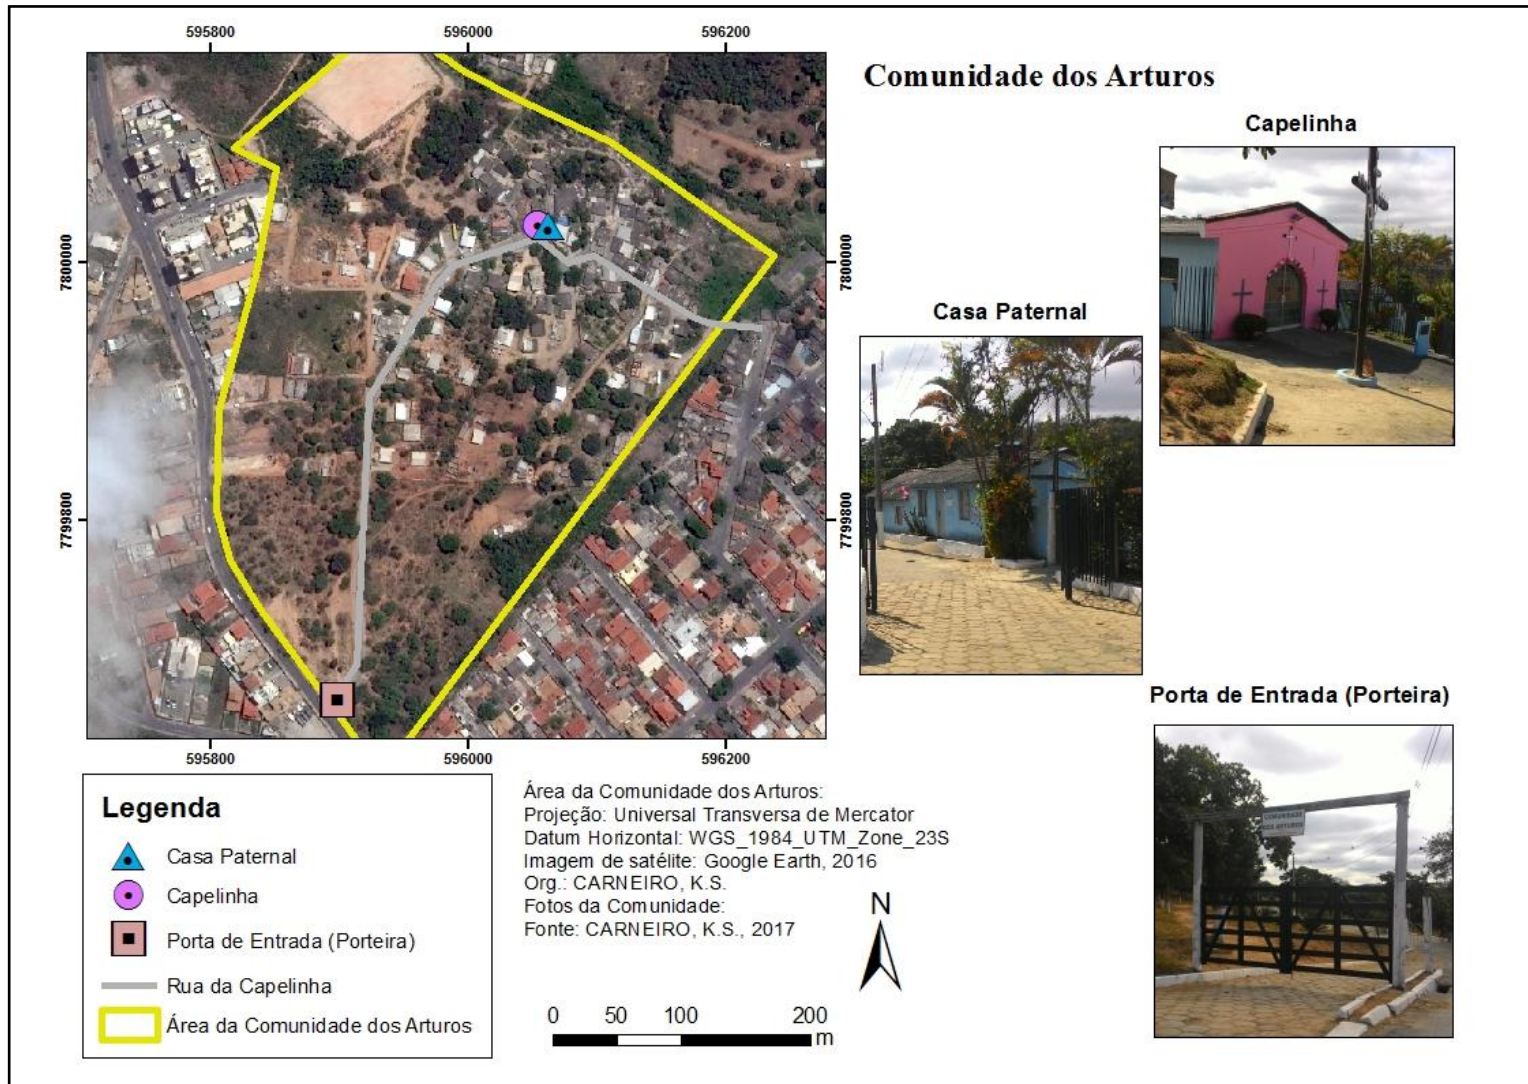 595800 596000 596200
Comunidade dos Arturos
Capelinha
7800000 7800000
Casa Paternal
7799800 7799800
Porta de Entrada (Porteira)
595800 596000 596200
COMUNIDADE
DOS ARTUROS
Legenda
Casa Paternal
Capelinha
Porta de Entrada (Porteira)
Rua da Capelinha
Área da Comunidade dos Arturos
Área da Comunidade dos Arturos:
Projeção: Universal Transversa de Mercator
Datum Horizontal: WGS_1984_UTM_Zone_23S
Imagem de satélite: Google Earth, 2016
Org.: CARNEIRO, K.S.
Fotos da Comunidade:
Fonte: CARNEIRO, K.S., 2017
N
0 50 100 200
m